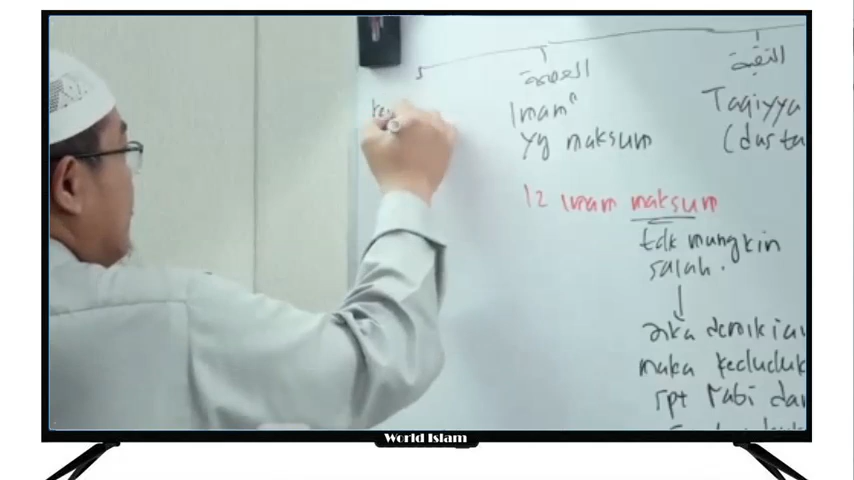 العصمة
التقية
Imam²
yg maksum
Taqiyya
(dusta
12 imam maksum
tdk mungkin
salah.
jika demikian
maka keduduk
spt Nabi dan
World Islam